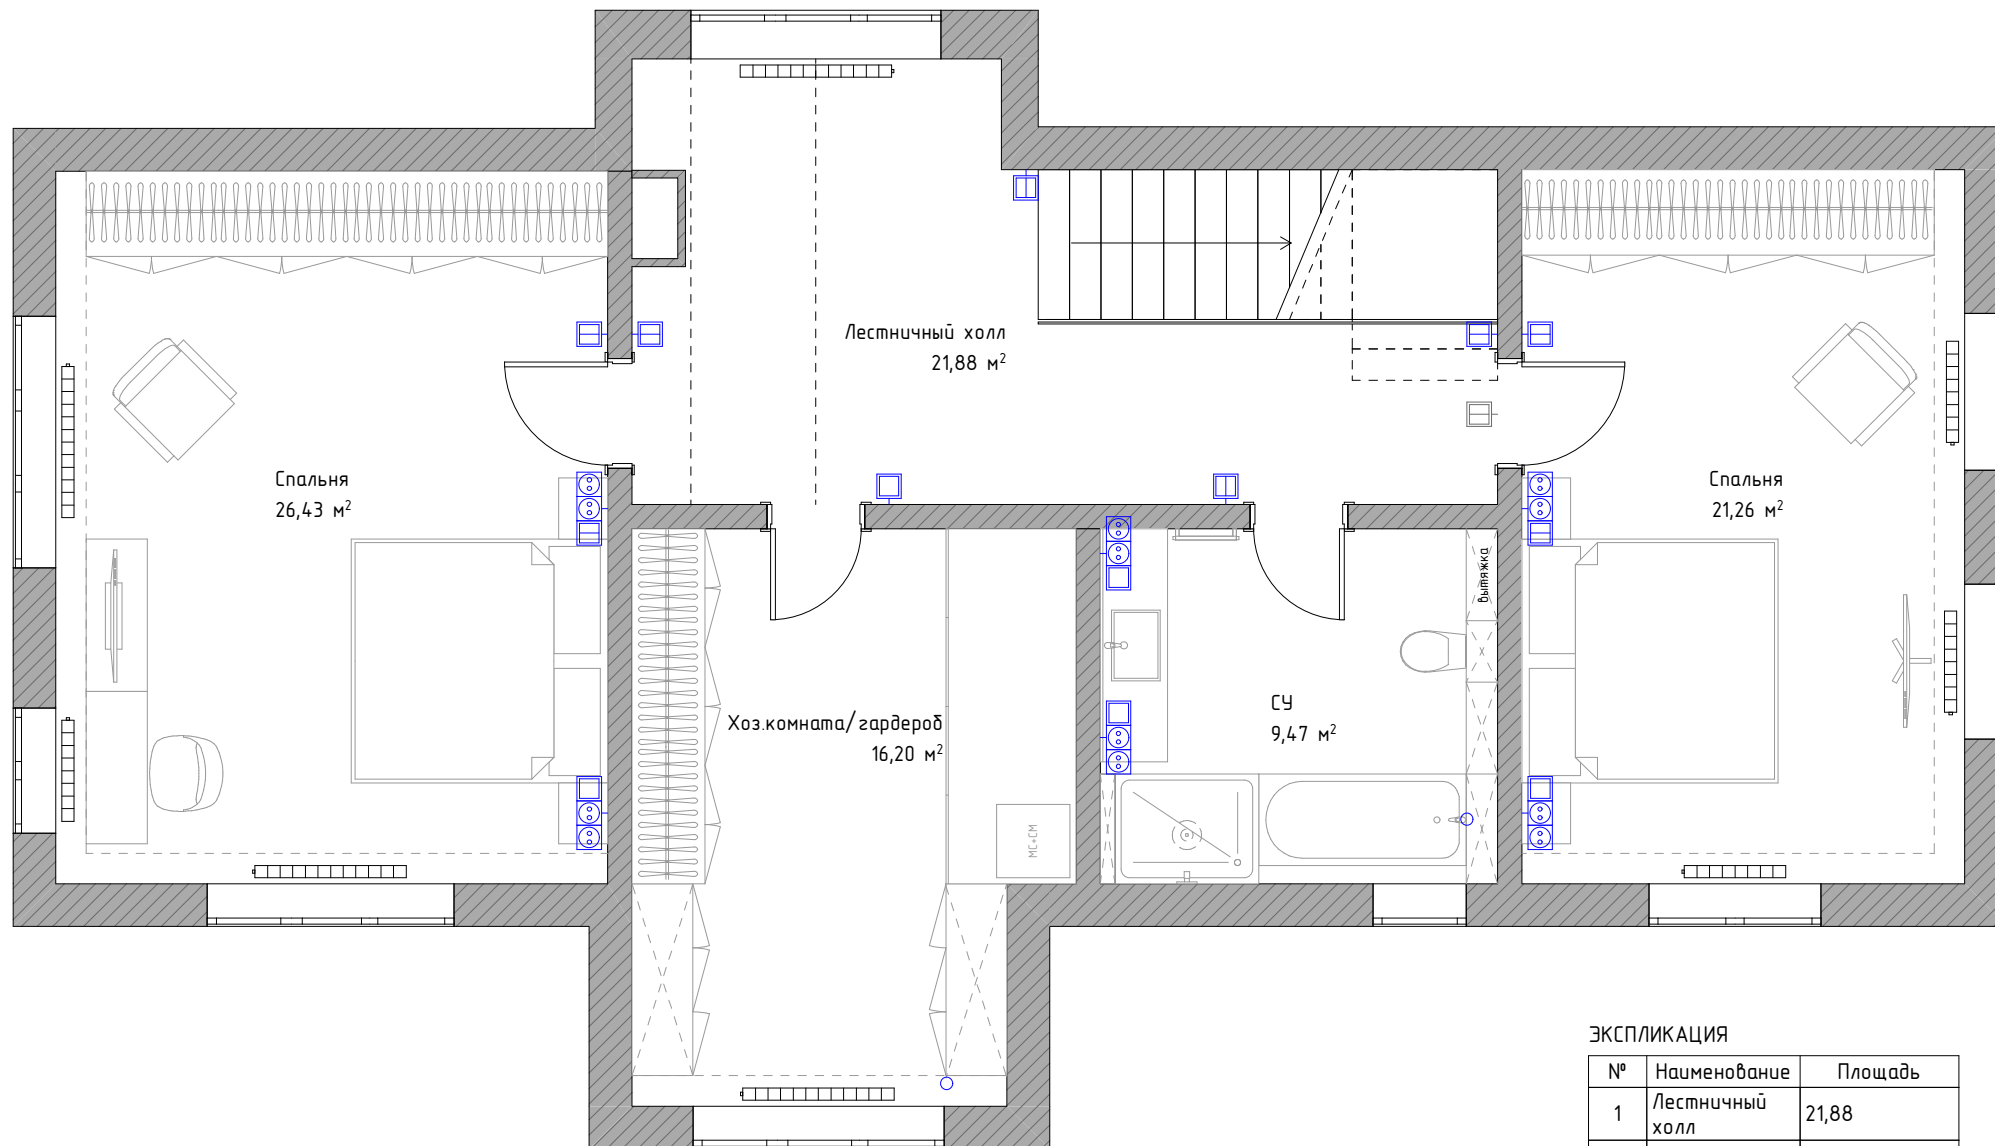 Лестничный холл
21,88 м²
Спальня
26,43 м²
Спальня
21,26 м²
вытяжка
СУ
9,47 м²
Хоз.комната/гардероб
16,20 м²
МС+СМ
ЭКСПЛИКАЦИЯ
№ Наименование Площадь
1 Лестничный холл 21,88